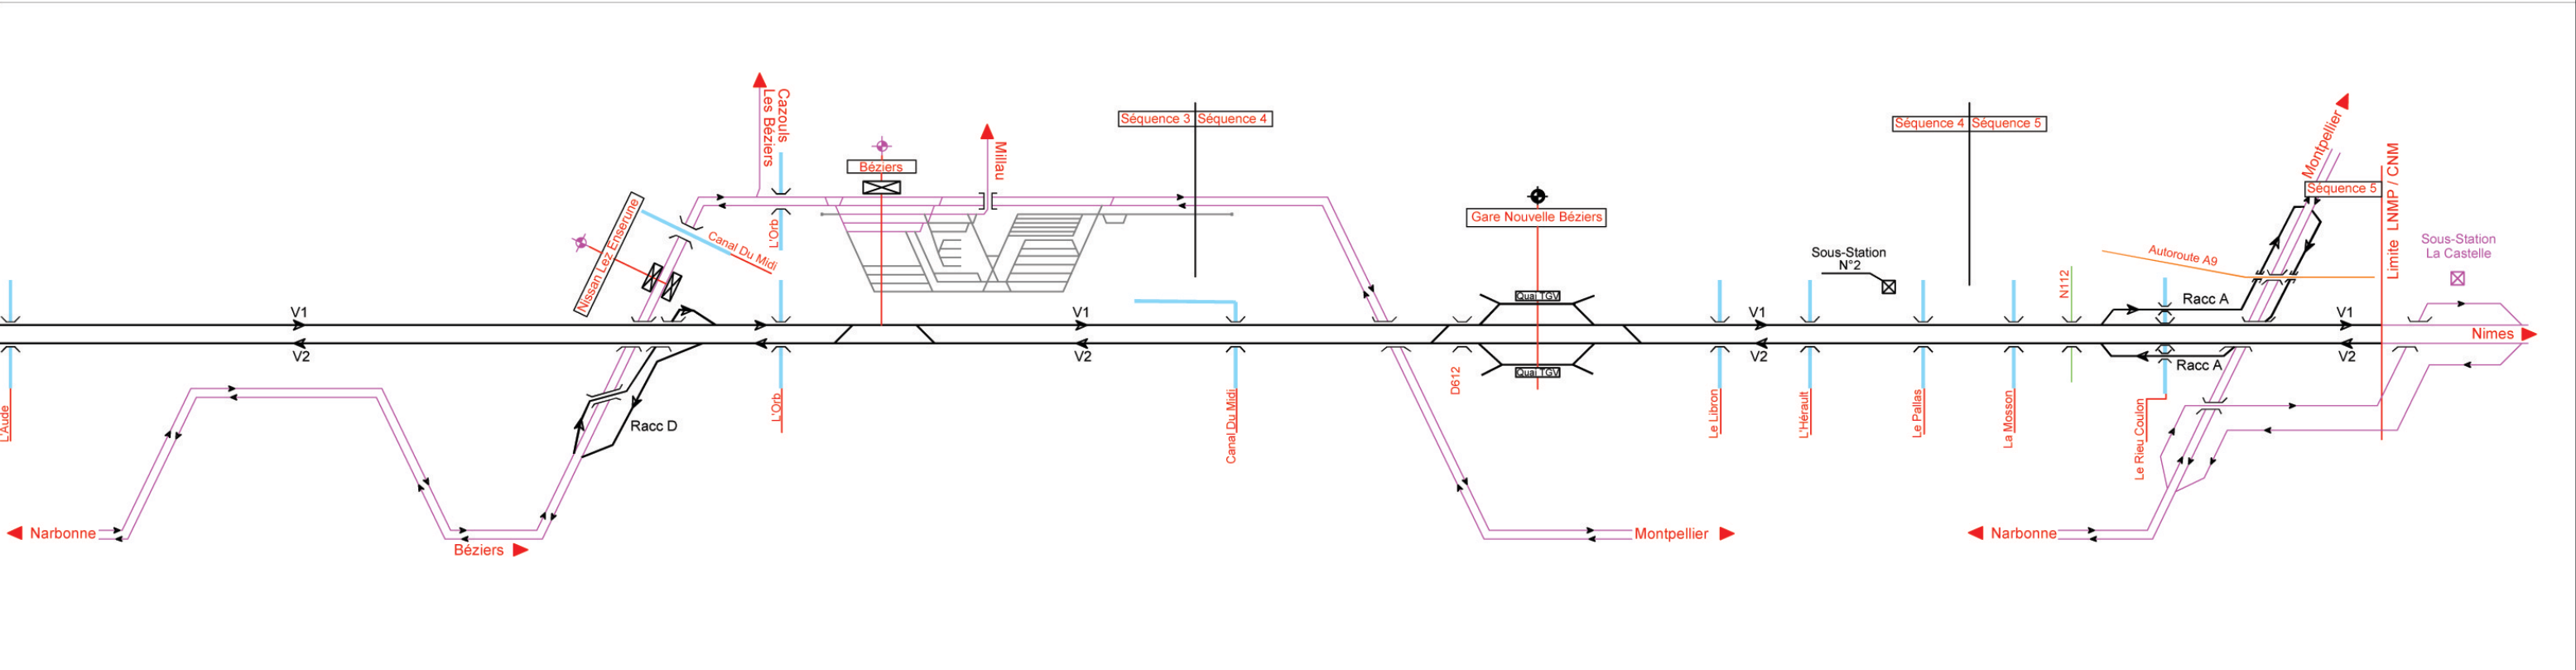 Cazouls
Les Béziers
Millau
Séquence 3
Séquence 4
Séquence 4
Séquence 5
Montpellier
Séquence 5
Limite LNMP / CNM
Béziers
Nissan Lez Enserune
Canal Du Midi
L'Orb
Gare Nouvelle Béziers
Sous-Station
N°2
Autoroute A9
Sous-Station
La Castelle
N112
Quai TGV
Racc A
V1
V1
V1
V1
Nimes
V2
V2
V2
V2
Quai TGV
Racc A
L'Aude
Racc D
L'Orb
Canal Du Midi
D612
Le Libron
L'Hérault
Le Pallas
La Mosson
Le Rieu Coulon
Narbonne
Béziers
Montpellier
Narbonne